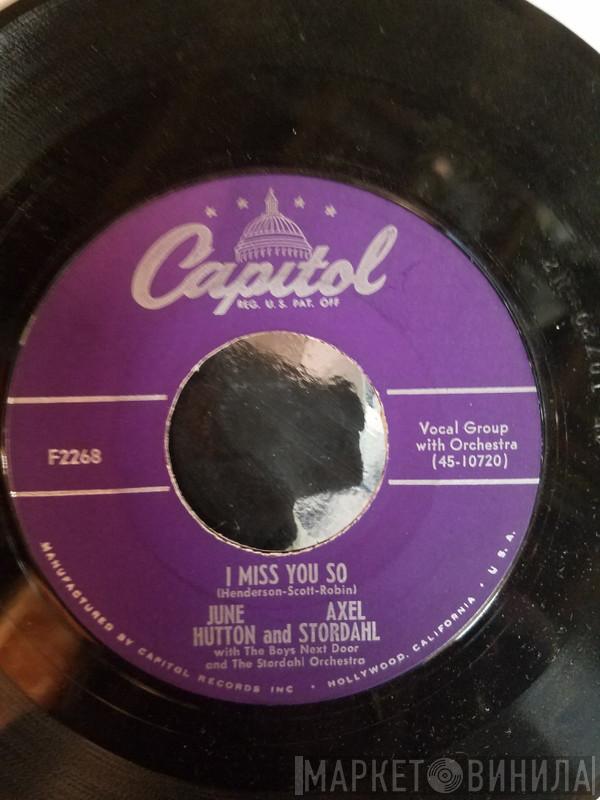 Capitol
REG. U.S. PAT. OFF
F2268
Vocal Group
with Orchestra
(45-10720)
I MISS YOU SO
(Henderson-Scott-Robin)
JUNE AXEL
HUTTON and STORDAHL
with The Boys Next Door
and The Stordahl Orchestra
MANUFACTURED BY CAPITOL RECORDS INC • HOLLYWOOD, CALIFORNIA • U.S.A.
МАРКЕТ ВИНИЛА